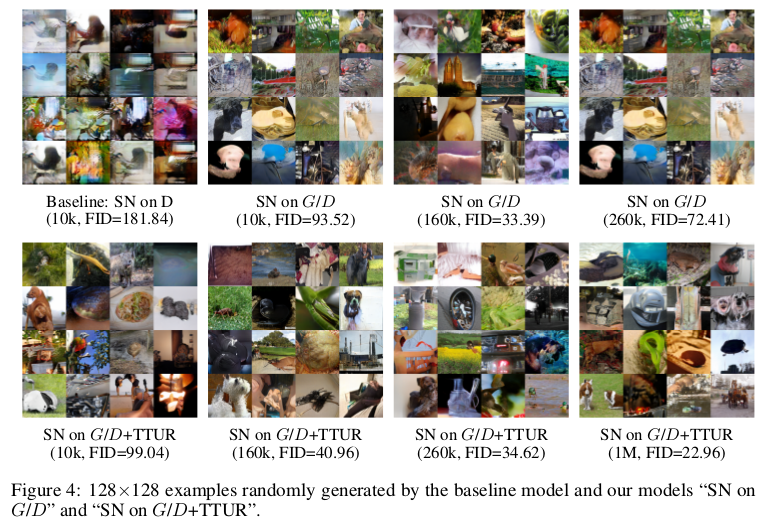 Baseline: SN on D
(10k, FID=181.84)
SN on G/D
(10k, FID=93.52)
SN on G/D
(160k, FID=33.39)
SN on G/D
(260k, FID=72.41)
SN on G/D+TTUR
(10k, FID=99.04)
SN on G/D+TTUR
(160k, FID=40.96)
SN on G/D+TTUR
(260k, FID=34.62)
SN on G/D+TTUR
(1M, FID=22.96)
Figure 4: 128×128 examples randomly generated by the baseline model and our models “SN on
G/D” and “SN on G/D+TTUR”.